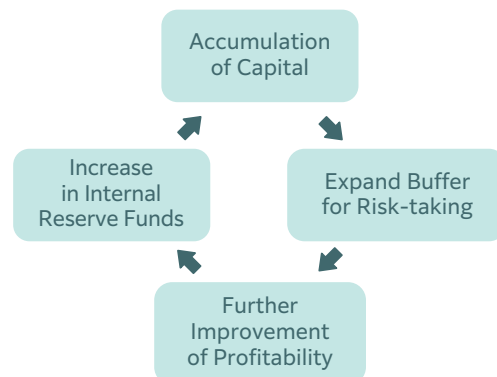 Accumulation
of Capital
Increase
in Internal
Reserve Funds
Expand Buffer
for Risk-taking
Further
Improvement
of Profitability